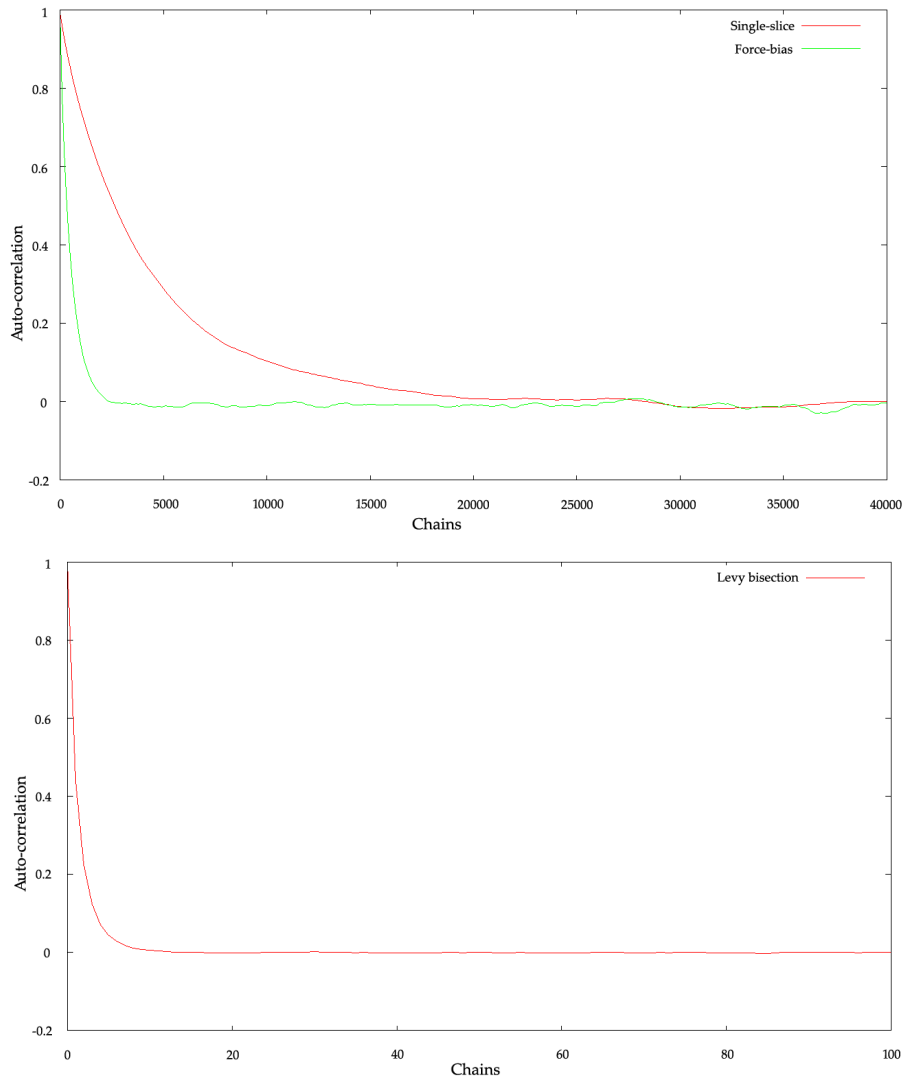 1
Single-slice
Force-bias
0.8
0.6
0.4
0.2
0
-0.2
Auto-correlation
0 5000 10000 15000 20000 25000 30000 35000 40000
Chains
1
Levy bisection
0.8
0.6
0.4
0.2
0
-0.2
Auto-correlation
0 20 40 60 80 100
Chains